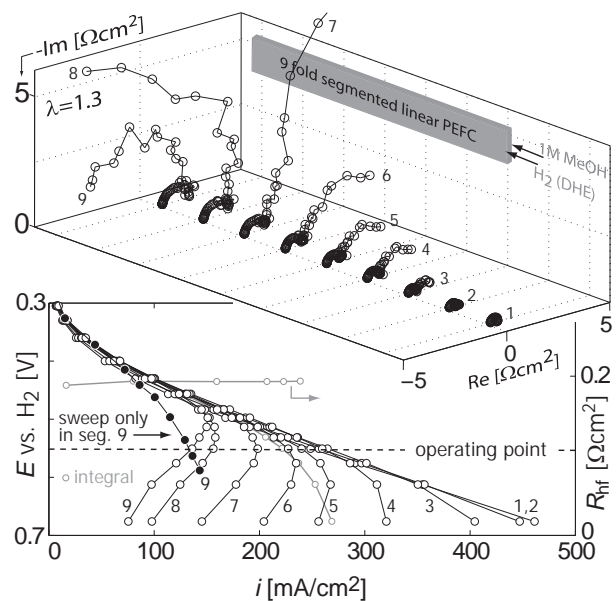 -Im [Ωcm2]
7
8
5
λ=1.3
9 fold segmented linear PEFC
1M MeOH
H2 (DHE)
9
6
5
4
3
2
1
0
5
0
-5
Re [Ωcm2]
0.3
0.2
E vs. H2 [V]
sweep only
in seg. 9
operating point
integral
9
9 8 7 6 5 4 3 1,2
Rhf [Ωcm2]
0.7
0
0 100 200 300 400 500
i [mA/cm2]